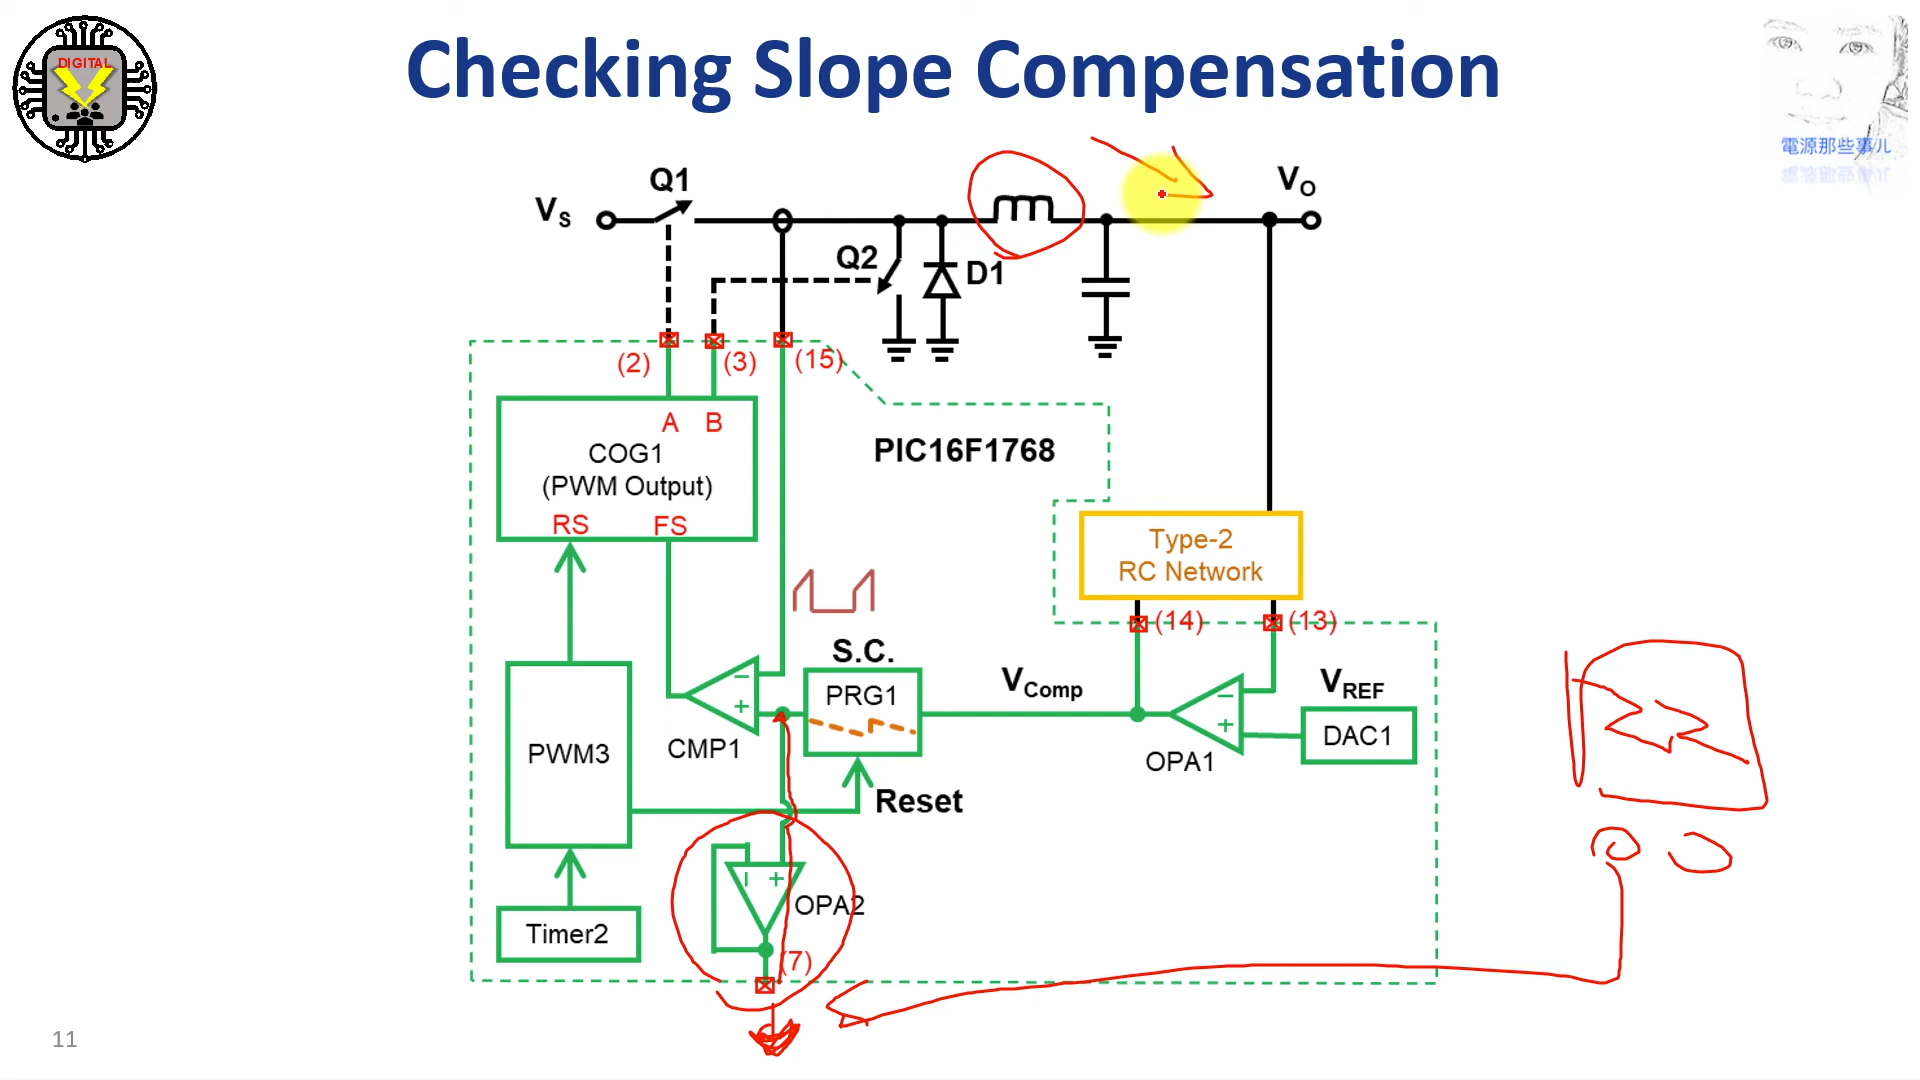 DIGITAL
Checking Slope Compensation
電源那些事儿
Q1
VS
VO
Q2
D1
(2)
(3)
(15)
A B
COG1
(PWM Output)
RS FS
PIC16F1768
Type-2
RC Network
(14)
(13)
S.C.
PRG1
VComp
VREF
DAC1
−
+
CMP1
−
+
OPA1
PWM3
Reset
− +
OPA2
Timer2
(7)
11